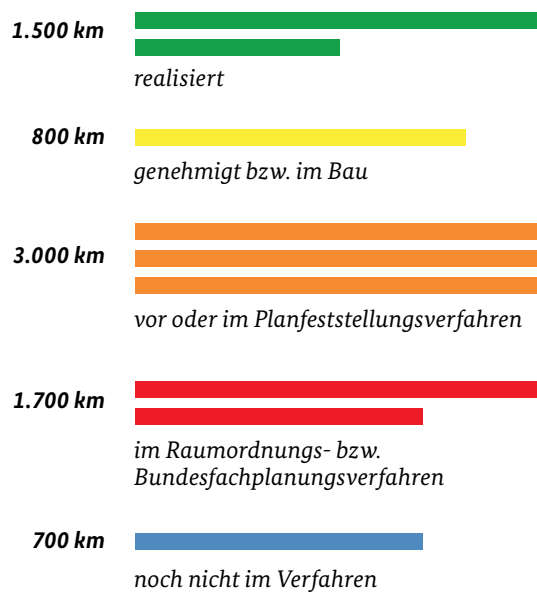 1.500 km
realisiert
800 km
genehmigt bzw. im Bau
3.000 km
vor oder im Planfeststellungsverfahren
1.700 km
im Raumordnungs- bzw.
Bundesfachplanungsverfahren
700 km
noch nicht im Verfahren